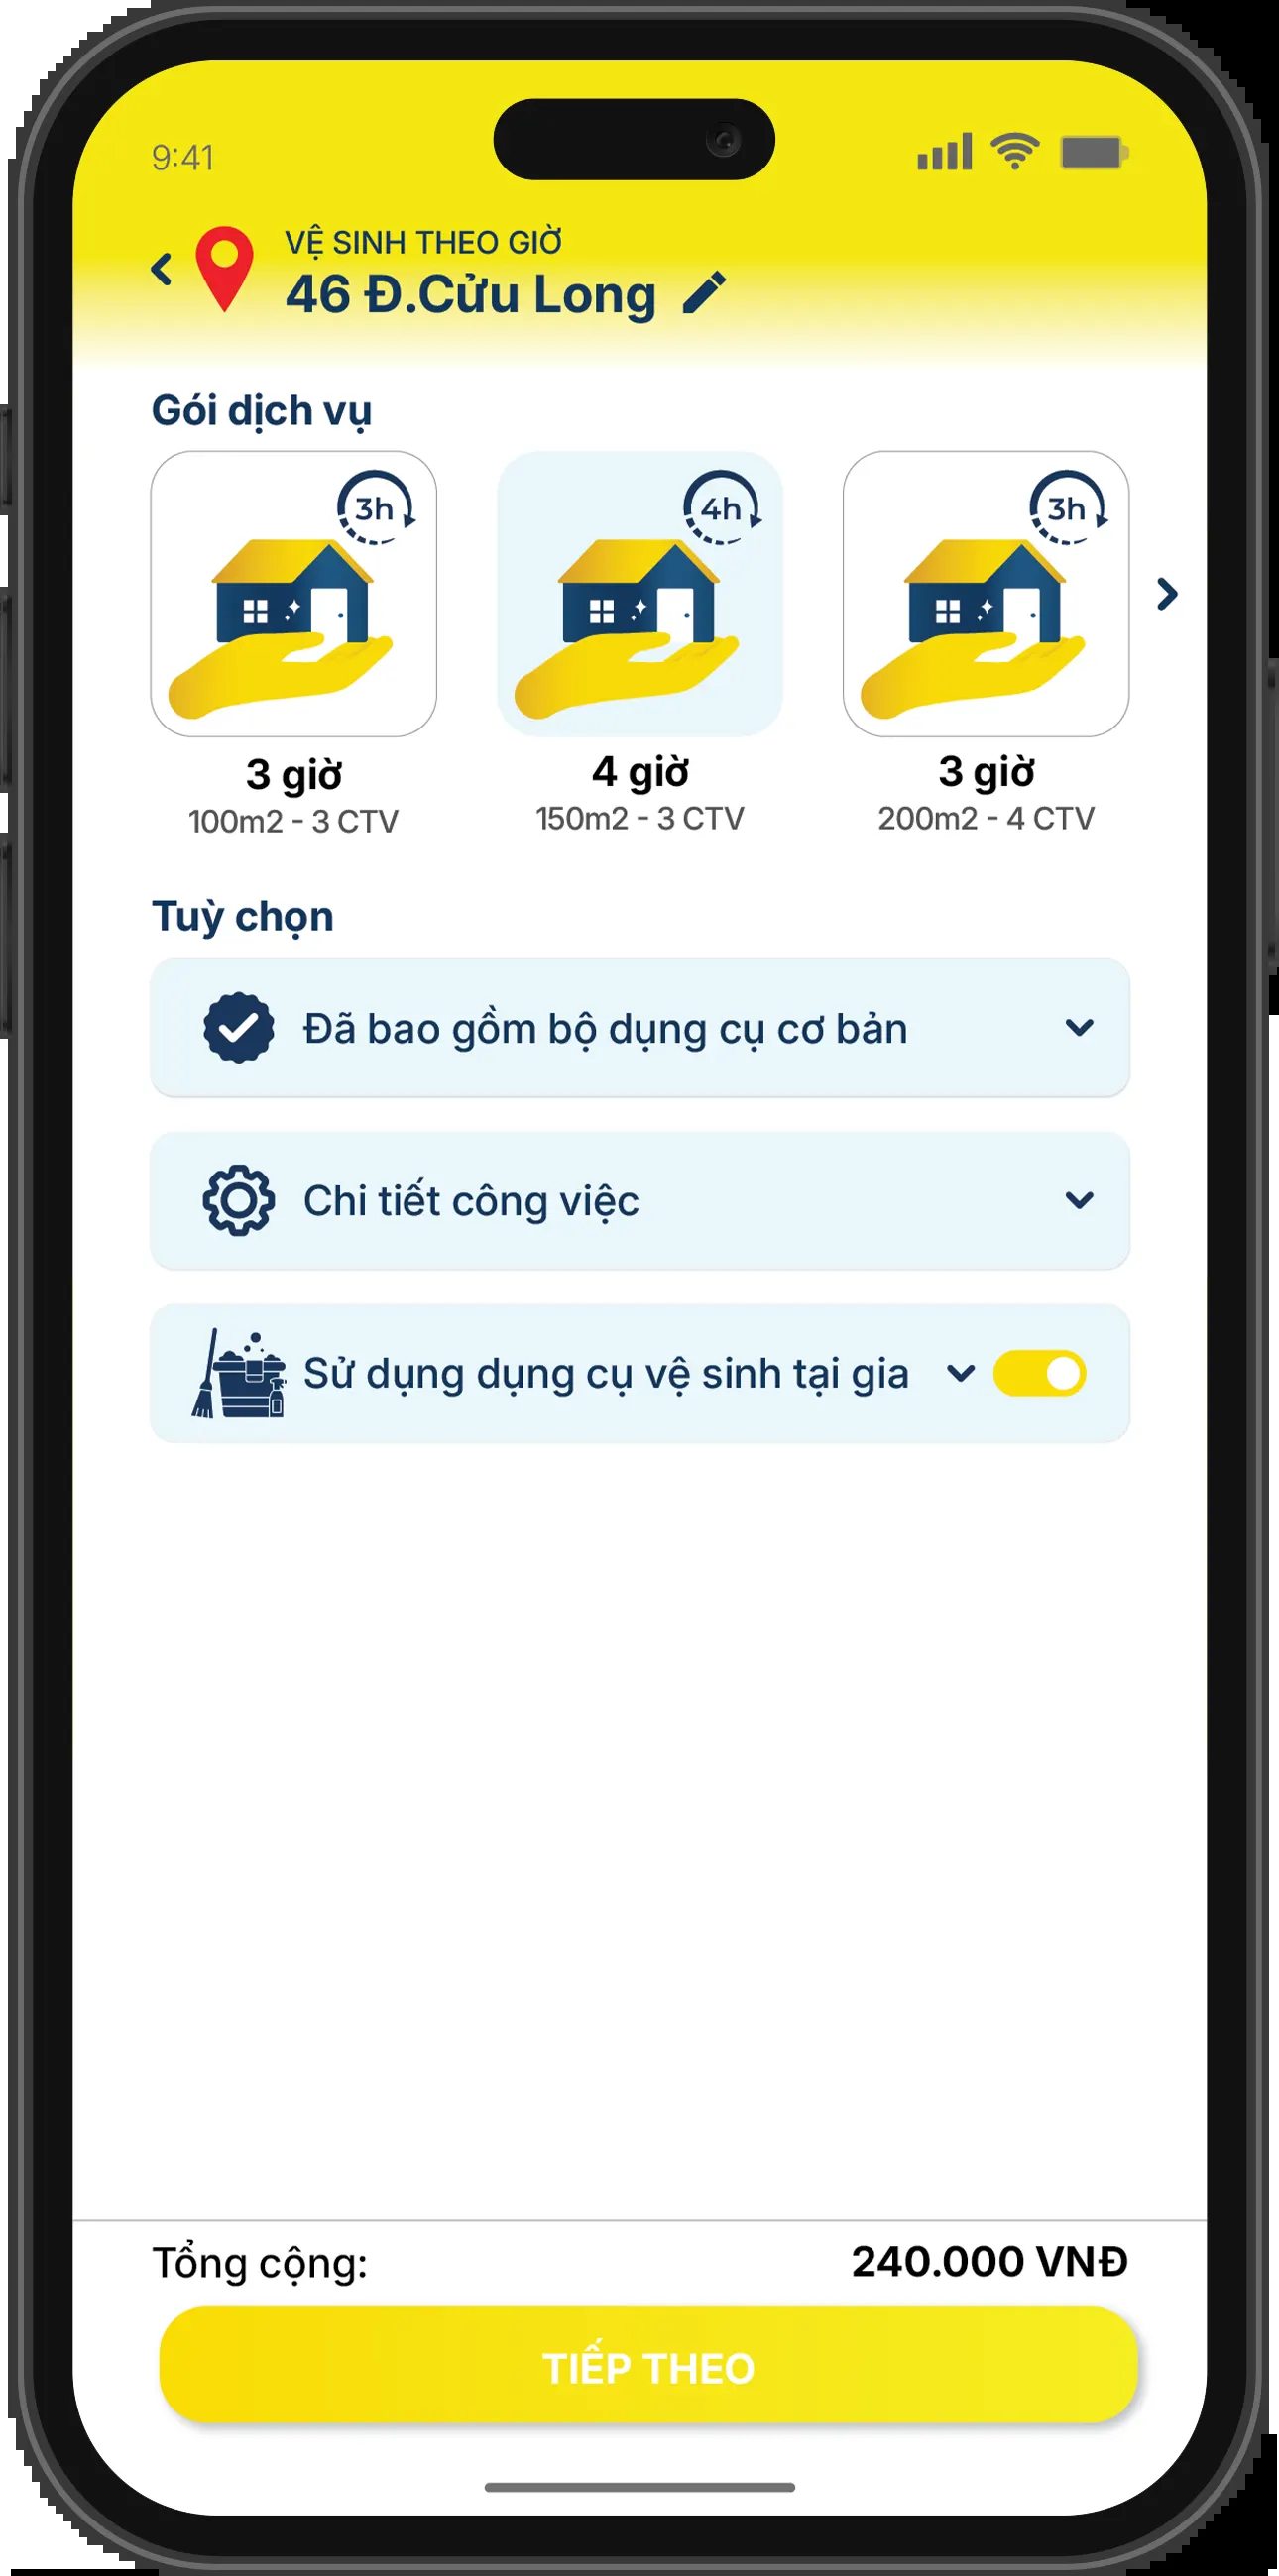 9:41
VỆ SINH THEO GIỜ
46 Đ.Cửu Long
Gói dịch vụ
3h
4h
3h
3 giờ
100m2 - 3 CTV
4 giờ
150m2 - 3 CTV
3 giờ
200m2 - 4 CTV
Tuỳ chọn
Đã bao gồm bộ dụng cụ cơ bản
Chi tiết công việc
Sử dụng dụng cụ vệ sinh tại gia
Tổng cộng: 240.000 VNĐ
TIẾP THEO